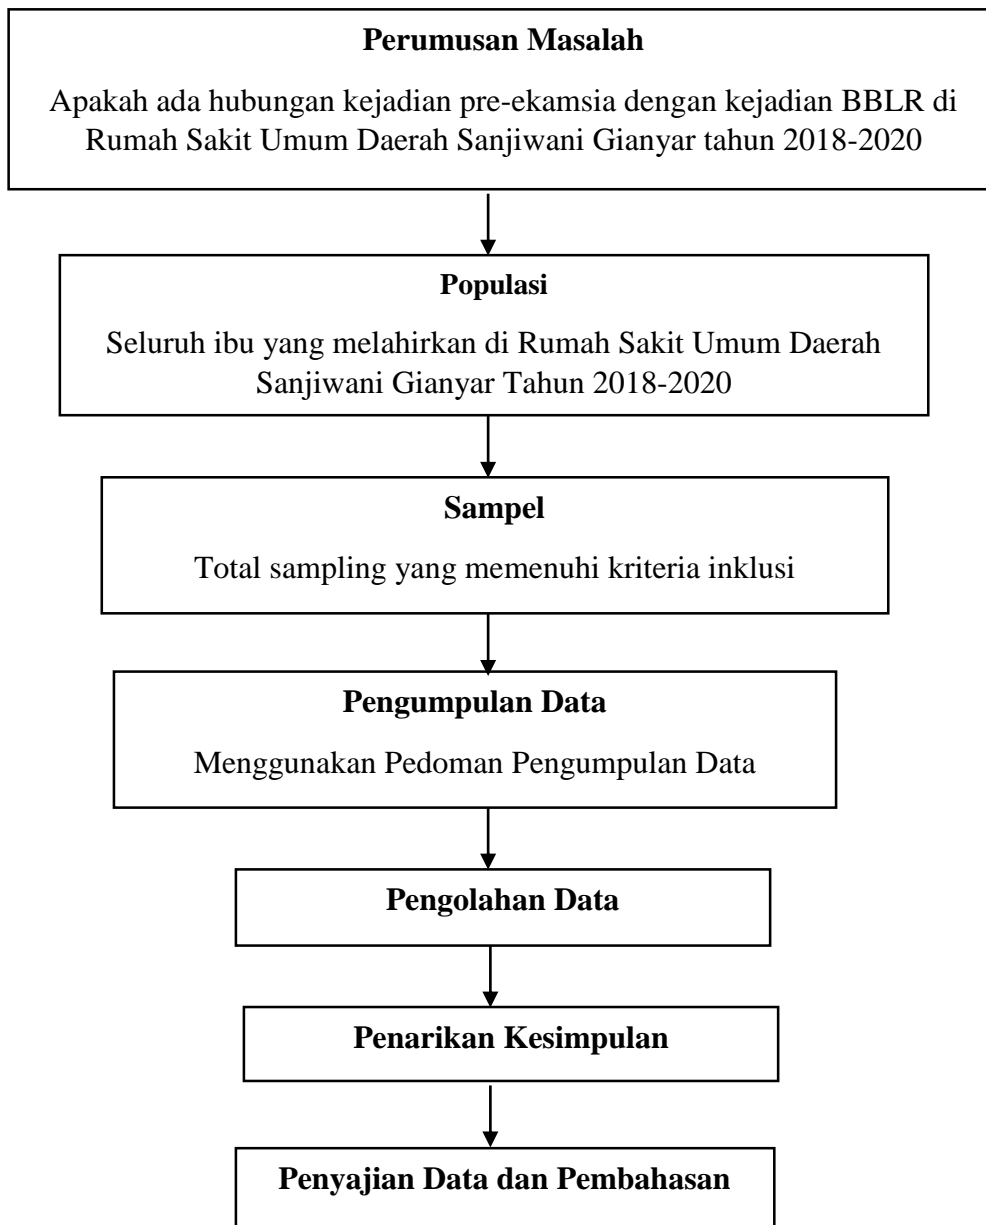 Perumusan Masalah
Apakah ada hubungan kejadian pre-ekamsia dengan kejadian BBLR di
Rumah Sakit Umum Daerah Sanjiwani Gianyar tahun 2018-2020
Populasi
Seluruh ibu yang melahirkan di Rumah Sakit Umum Daerah
Sanjiwani Gianyar Tahun 2018-2020
Sampel
Total sampling yang memenuhi kriteria inklusi
Pengumpulan Data
Menggunakan Pedoman Pengumpulan Data
Pengolahan Data
Penarikan Kesimpulan
Penyajian Data dan Pembahasan